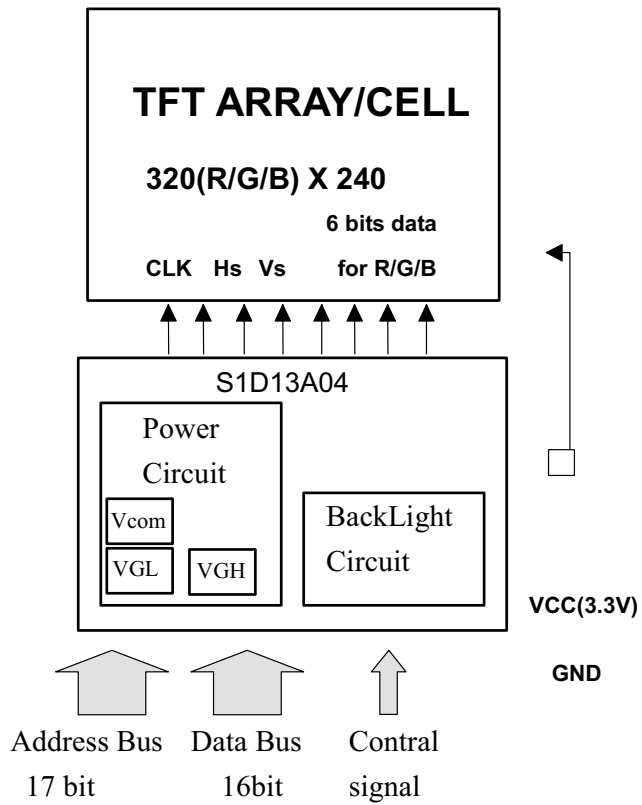 TFT ARRAY/CELL
320(R/G/B) X 240
6 bits data
CLK Hs Vs for R/G/B
S1D13A04
Power
Circuit
Vcom
VGL VGH
BackLight
Circuit
VCC(3.3V)
GND
Address Bus
17 bit
Data Bus
16bit
Contral
signal